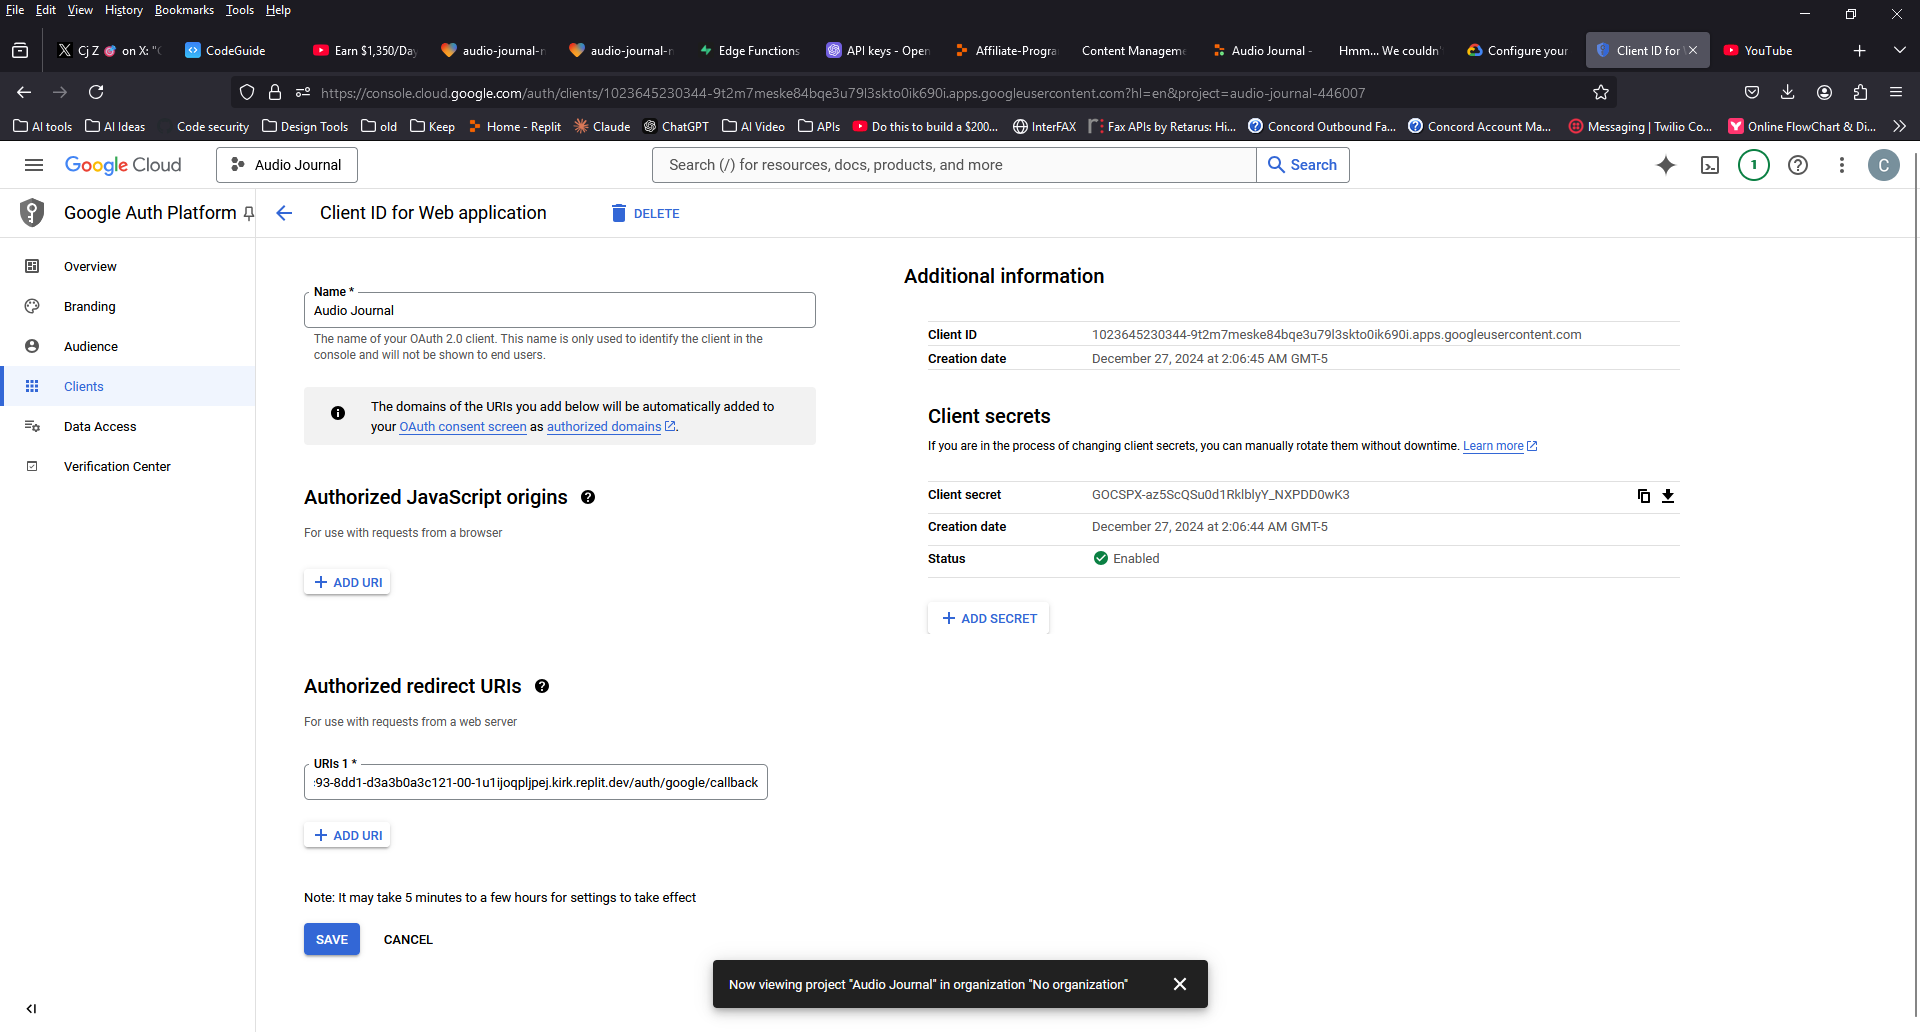 File Edit View History Bookmarks Tools Help
Cj Z 🎯 on X: "C
CodeGuide
Earn $1,350/Day
audio-journal-n
audio-journal-n
Edge Functions
API keys - Open
Affiliate-Progra
Content Manageme
Audio Journal -
Hmm... We couldn'
Configure your
Client ID for W
YouTube
https://console.cloud.google.com/auth/clients/1023645230344-9t2m7meske84bqe3u79l3skto0ik690i.apps.googleusercontent.com?hl=en&project=audio-journal-446007
AI tools AI Ideas Code security Design Tools old Keep Home - Replit Claude ChatGPT AI Video APIs Do this to build a $200... InterFAX Fax APIs by Retarus: Hi... Concord Outbound Fa... Concord Account Ma... Messaging | Twilio Co... Online FlowChart & Di...
Google Cloud
Audio Journal
Search (/) for resources, docs, products, and more
Search
1
C
Google Auth Platform
Client ID for Web application
DELETE
Overview
Branding
Audience
Clients
Data Access
Verification Center
Name *
Audio Journal
The name of your OAuth 2.0 client. This name is only used to identify the client in the
console and will not be shown to end users.
The domains of the URIs you add below will be automatically added to
your OAuth consent screen as authorized domains.
Authorized JavaScript origins
For use with requests from a browser
ADD URI
Authorized redirect URIs
For use with requests from a web server
URIs 1 *
93-8dd1-d3a3b0a3c121-00-1u1ijoqpljpej.kirk.replit.dev/auth/google/callback
ADD URI
Note: It may take 5 minutes to a few hours for settings to take effect
SAVE CANCEL
Additional information
Client ID 1023645230344-9t2m7meske84bqe3u79l3skto0ik690i.apps.googleusercontent.com
Creation date December 27, 2024 at 2:06:45 AM GMT-5
Client secrets
If you are in the process of changing client secrets, you can manually rotate them without downtime. Learn more
Client secret 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
Creation date December 27, 2024 at 2:06:44 AM GMT-5
Status Enabled
ADD SECRET
Now viewing project "Audio Journal" in organization "No organization"